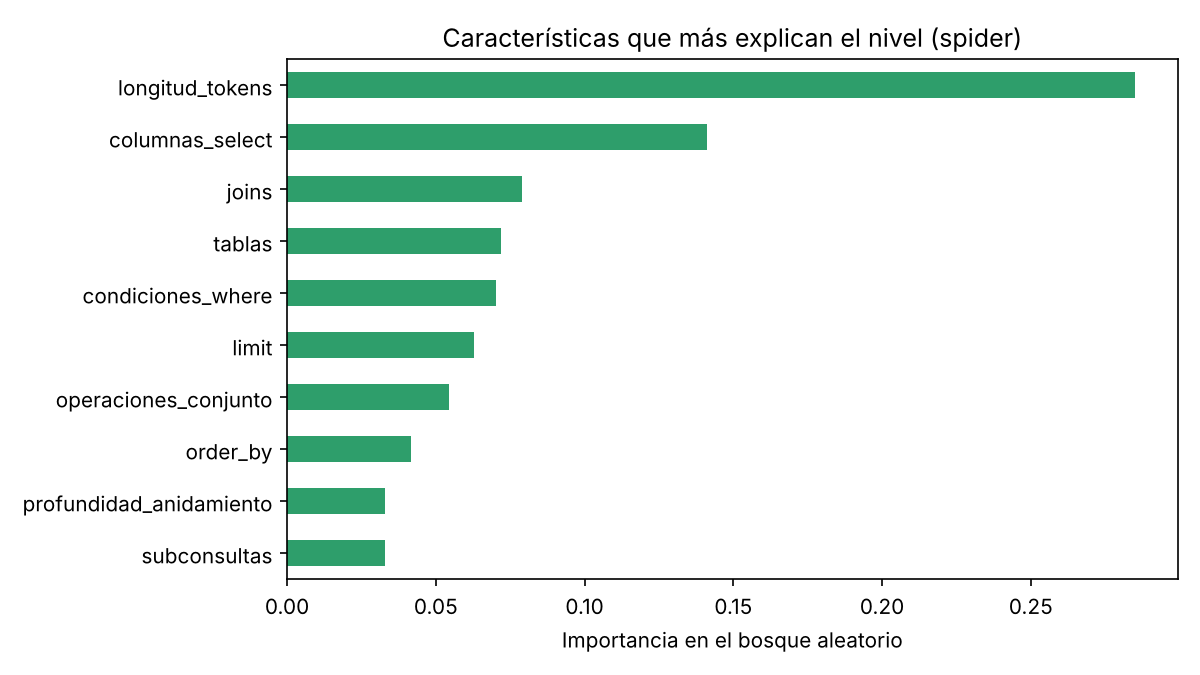 Características que más explican el nivel (spider)
longitud_tokens
columnas_select
joins
tablas
condiciones_where
limit
operaciones_conjunto
order_by
profundidad_anidamiento
subconsultas
0.00 0.05 0.10 0.15 0.20 0.25
Importancia en el bosque aleatorio